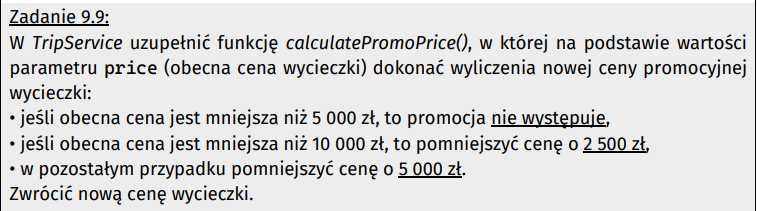 Zadanie 9.9:
W TripService uzupełnić funkcję calculatePromoPrice(), w której na podstawie wartości
parametru price (obecna cena wycieczki) dokonać wyliczenia nowej ceny promocyjnej
wycieczki:
• jeśli obecna cena jest mniejsza niż 5 000 zł, to promocja nie występuje,
• jeśli obecna cena jest mniejsza niż 10 000 zł, to pomniejszyć cenę o 2 500 zł,
• w pozostałym przypadku pomniejszyć cenę o 5 000 zł.
Zwrócić nową cenę wycieczki.